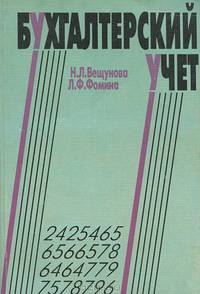 БУХГАЛТЕРСКИЙ
УЧЕТ
Н.Л.Вещунова
Л.Ф.Фомина
2425465
6566578
6464779
7578796